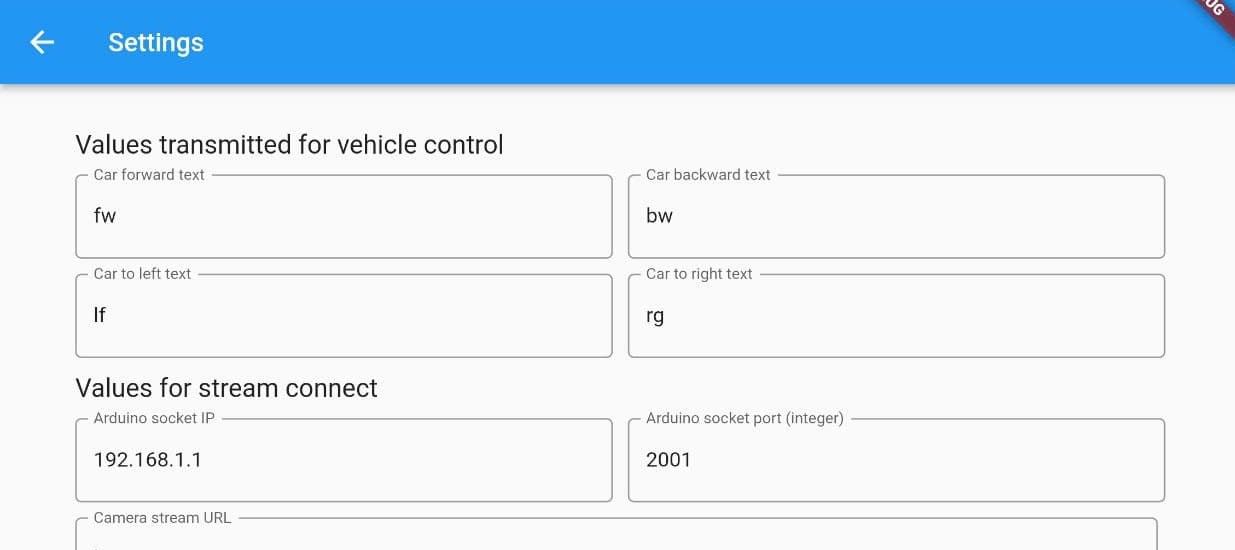 Settings
Values transmitted for vehicle control
Car forward text
Car backward text
fw
bw
Car to left text
Car to right text
lf
rg
Values for stream connect
Arduino socket IP
Arduino socket port (integer)
192.168.1.1
2001
Camera stream URL